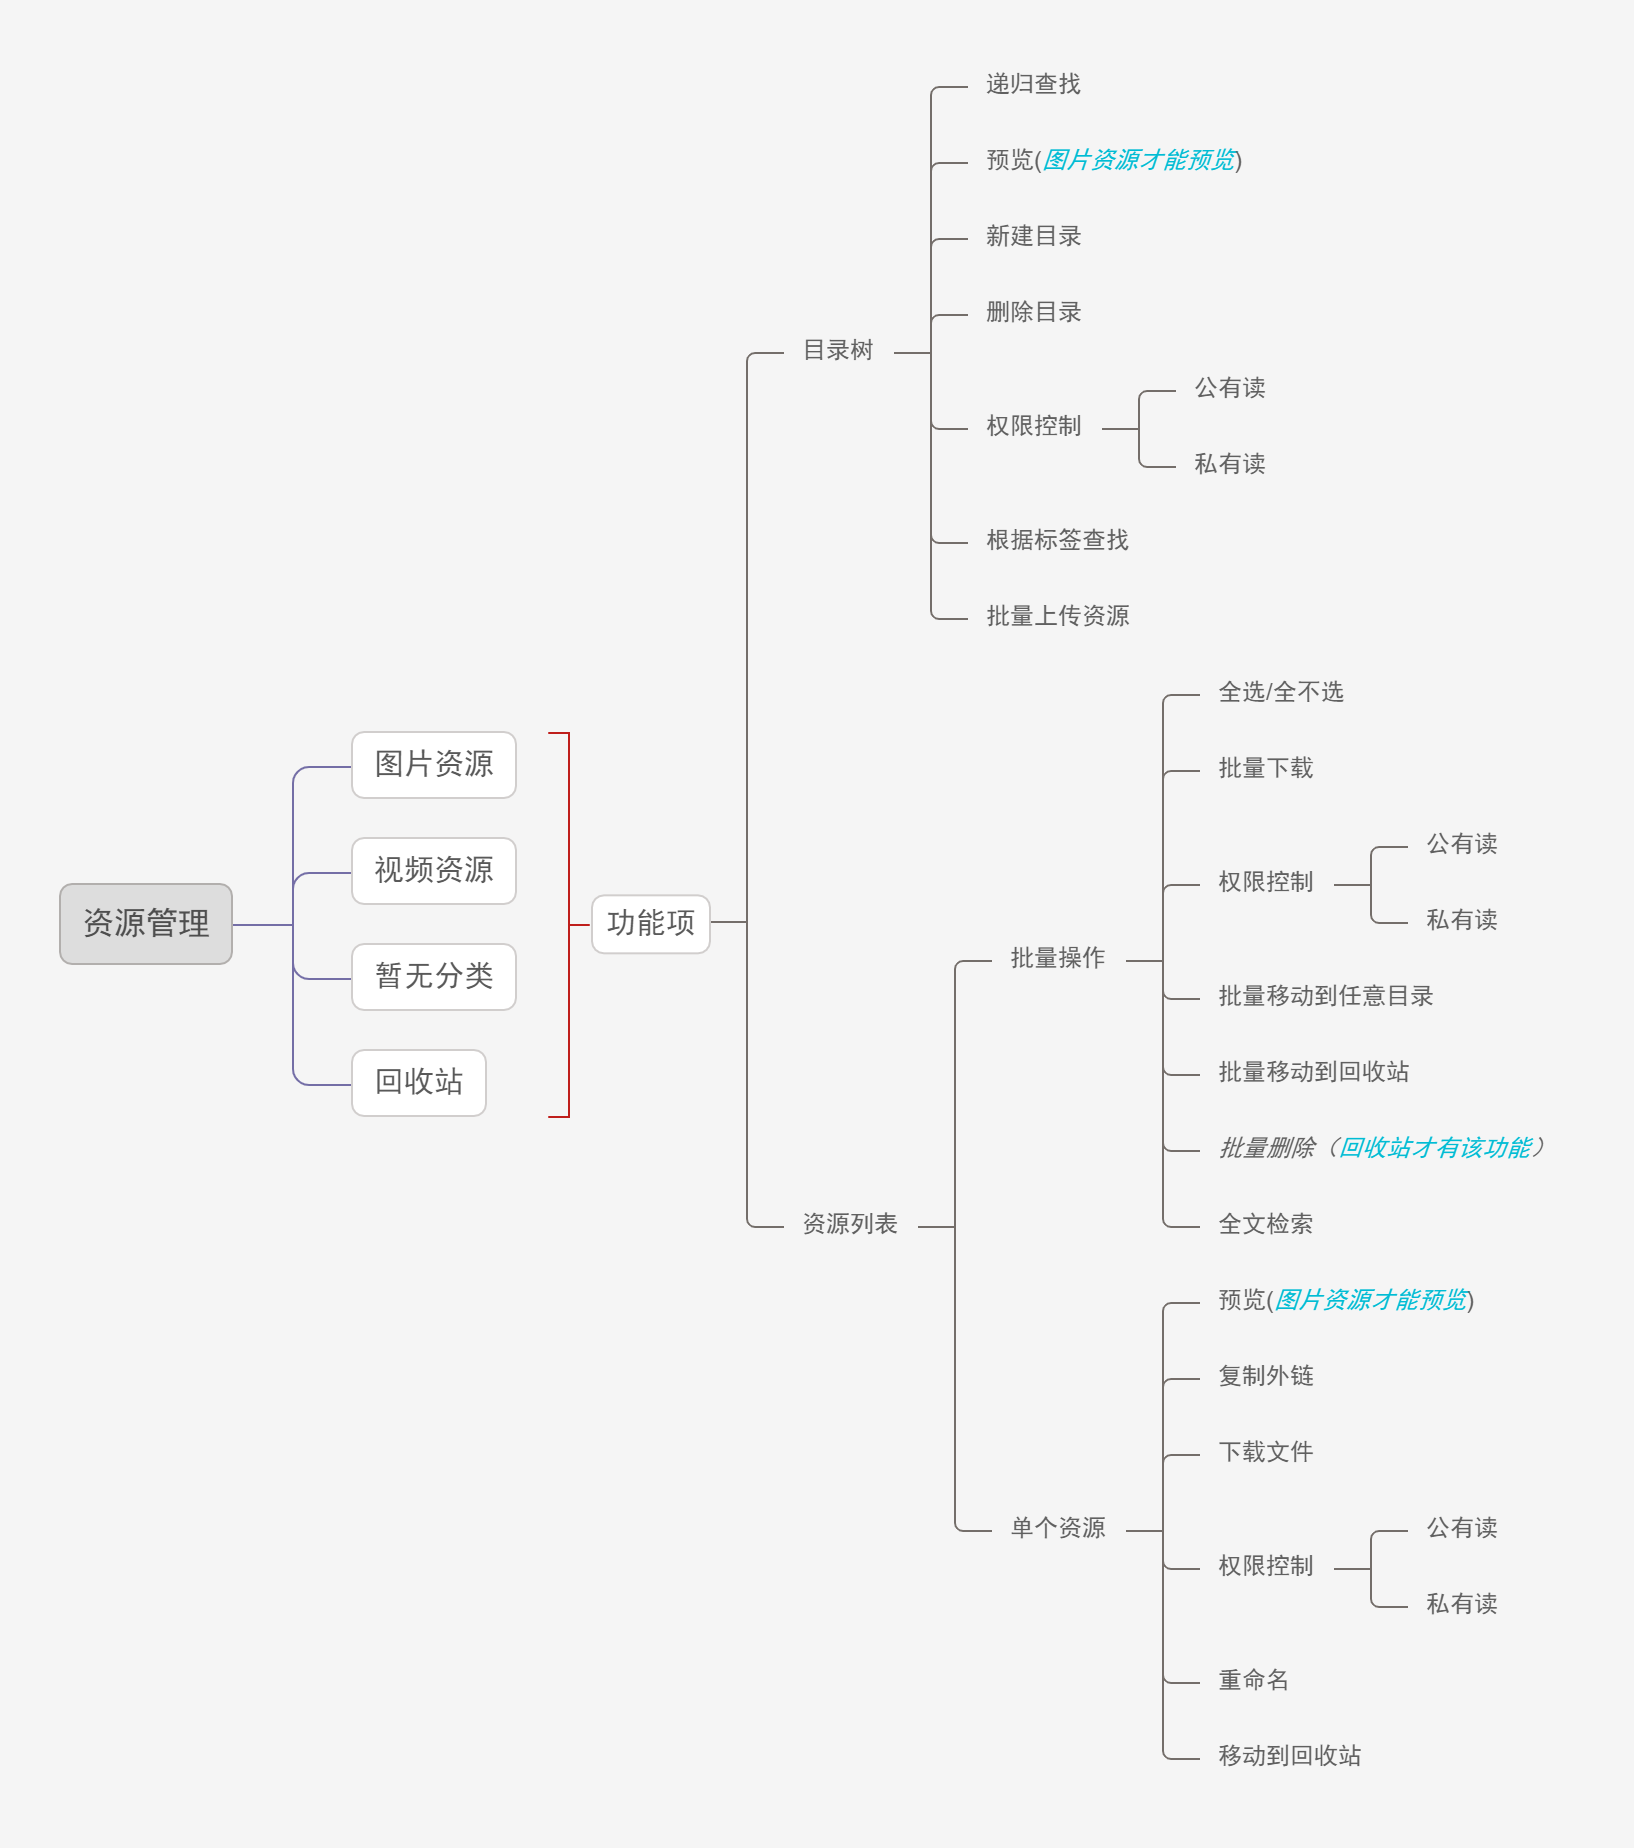 资源管理
图片资源
视频资源
暂无分类
回收站
功能项
目录树
递归查找
预览(图片资源才能预览)
新建目录
删除目录
权限控制
公有读
私有读
根据标签查找
批量上传资源
资源列表
批量操作
全选/全不选
批量下载
权限控制
公有读
私有读
批量移动到任意目录
批量移动到回收站
批量删除（回收站才有该功能）
全文检索
单个资源
预览(图片资源才能预览)
复制外链
下载文件
权限控制
公有读
私有读
重命名
移动到回收站